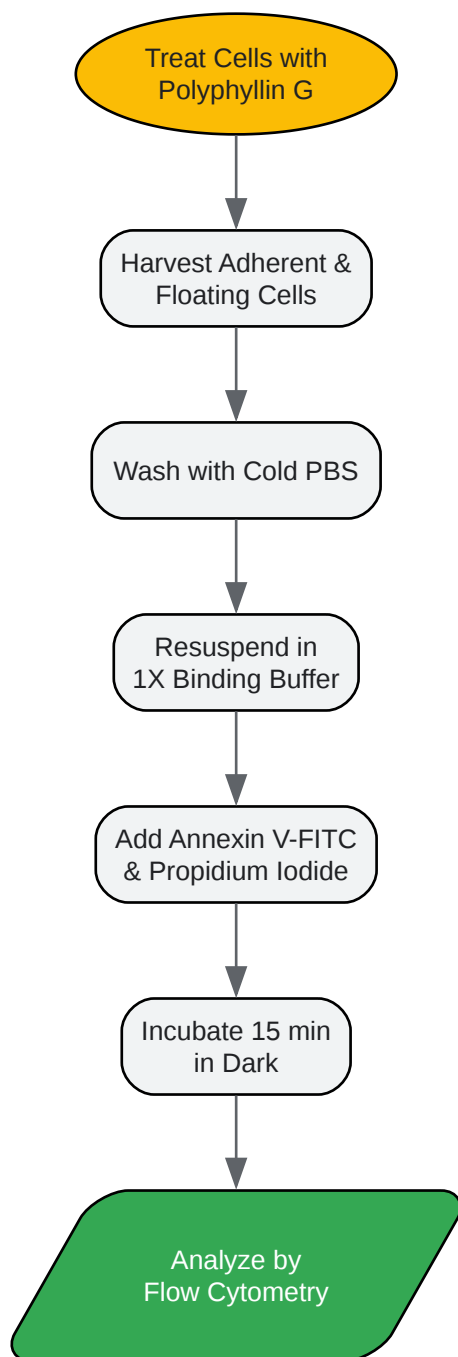 Treat Cells with
Polyphyllin G
Harvest Adherent &
Floating Cells
Wash with Cold PBS
Resuspend in
1X Binding Buffer
Add Annexin V-FITC
& Propidium Iodide
Incubate 15 min
in Dark
Analyze by
Flow Cytometry